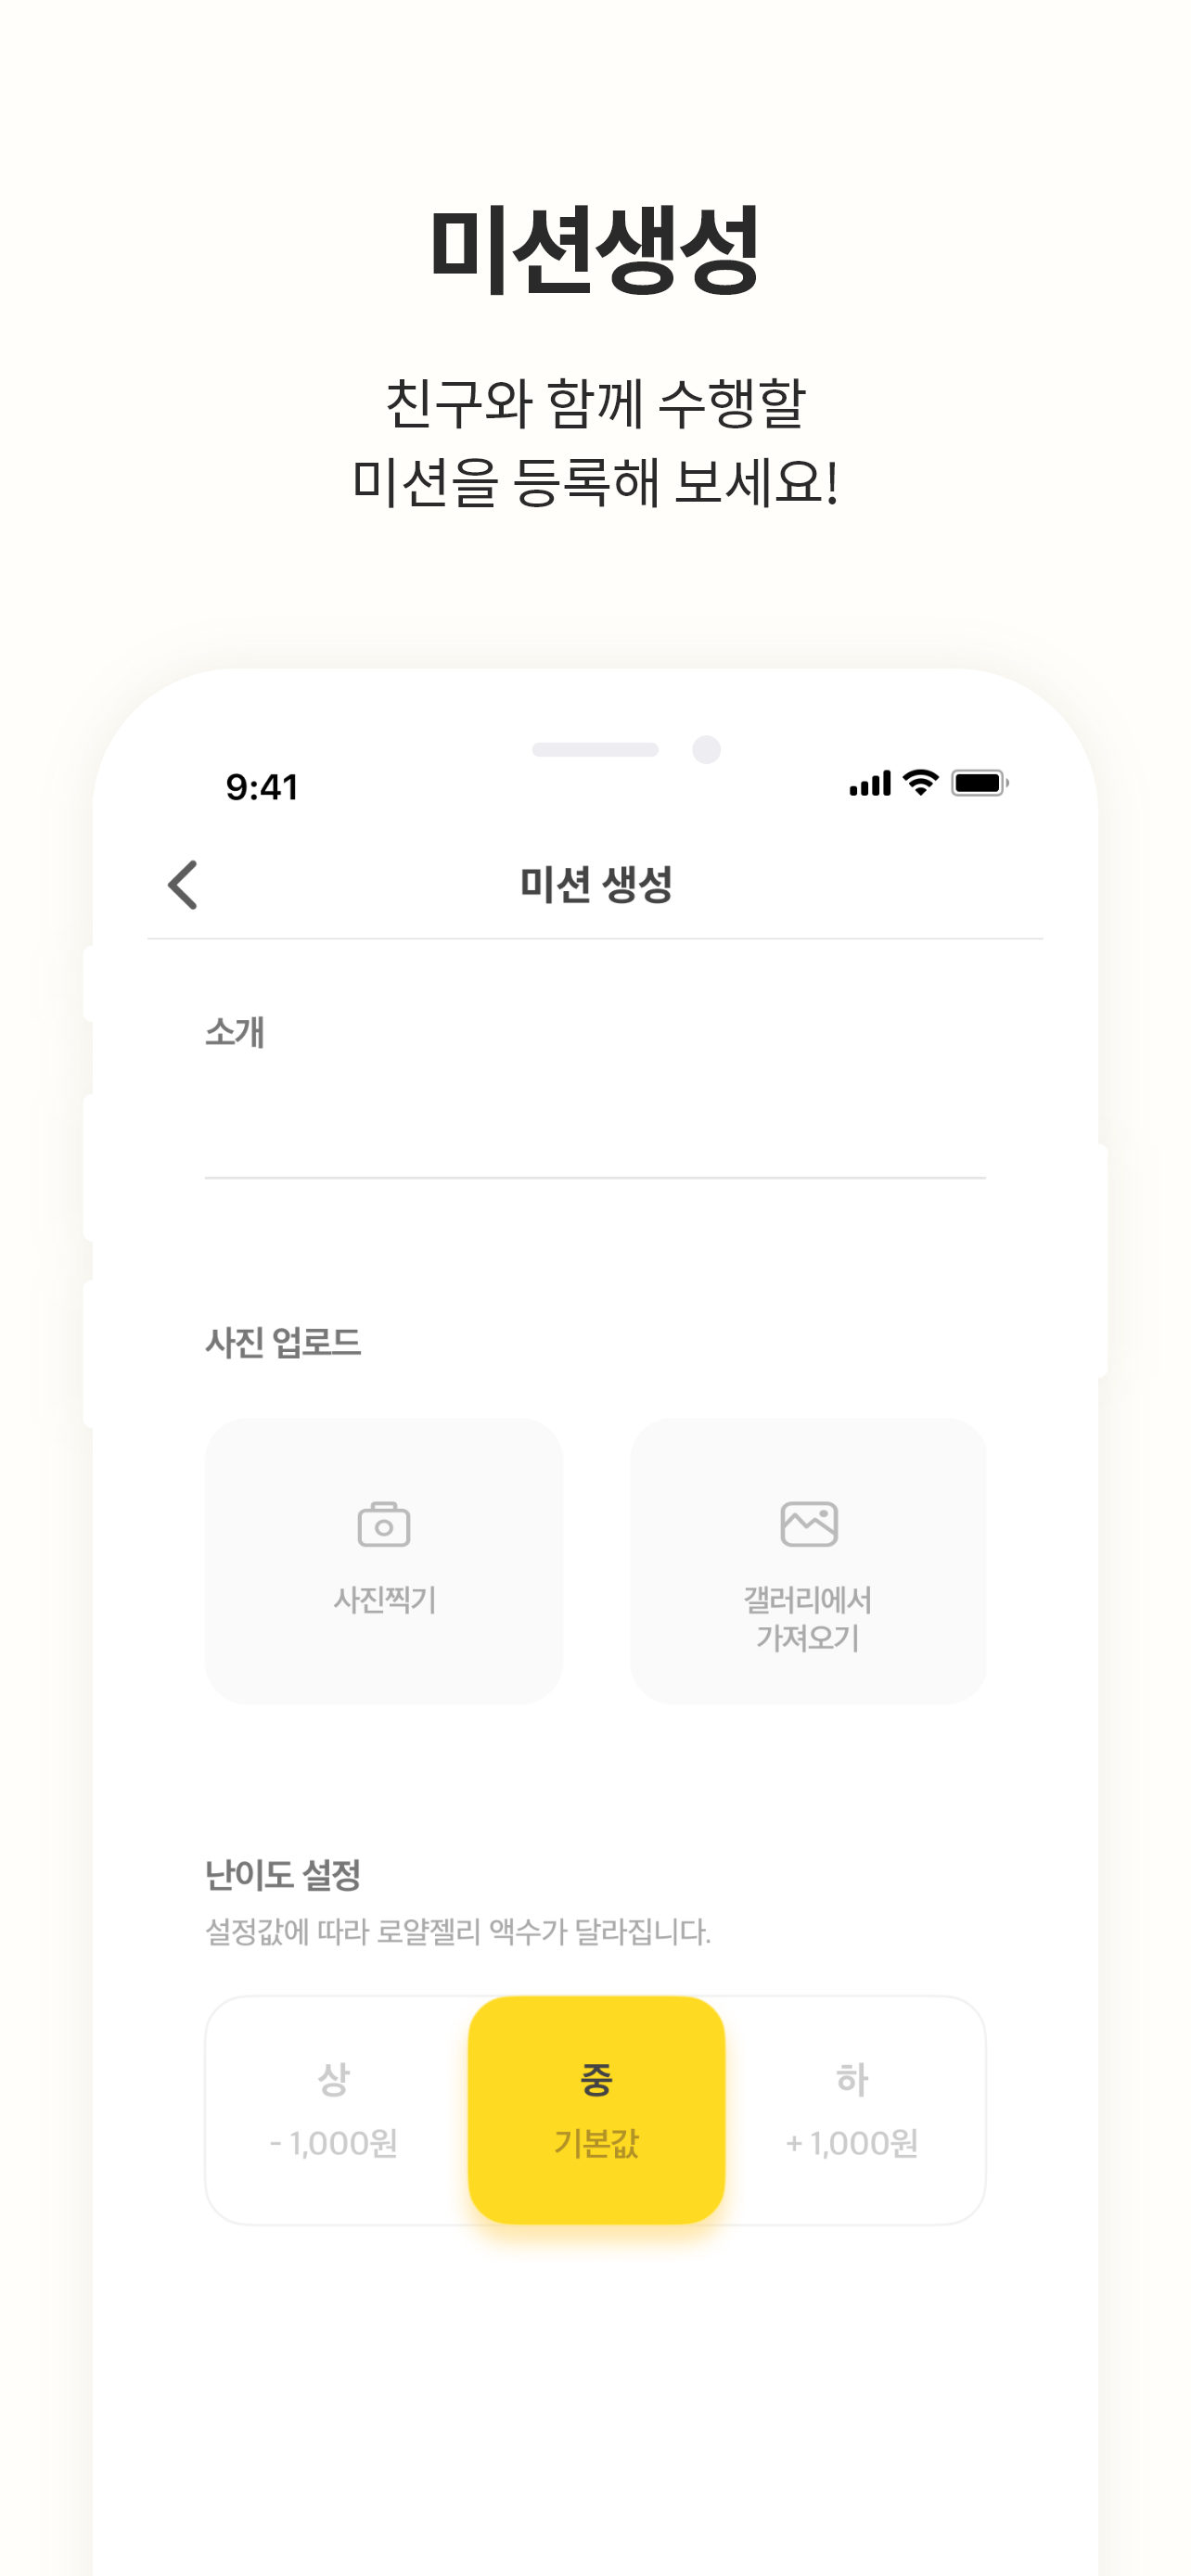 미션생성
친구와 함께 수행할
미션을 등록해 보세요!
9:41
미션 생성
소개
사진 업로드
사진찍기
갤러리에서
가져오기
난이도 설정
설정값에 따라 로얄젤리 액수가 달라집니다.
상
- 1,000원
중
기본값
하
+ 1,000원